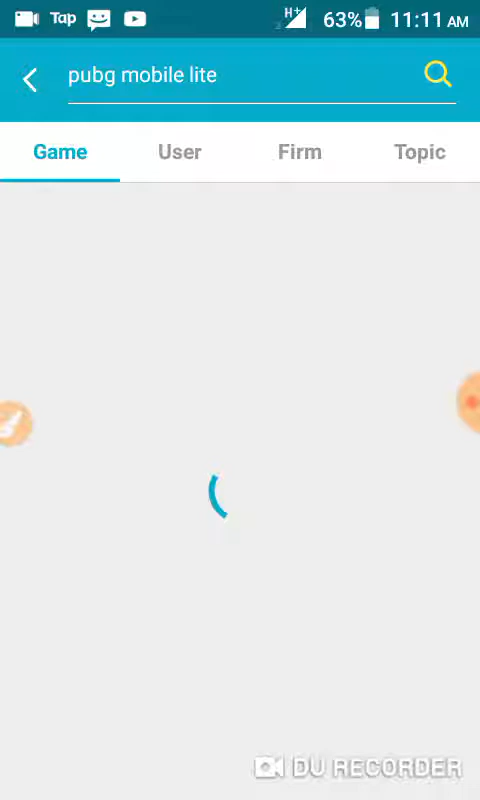 Tap H+ 63% 11:11 AM
pubg mobile lite
Game User Firm Topic
DU RECORDER